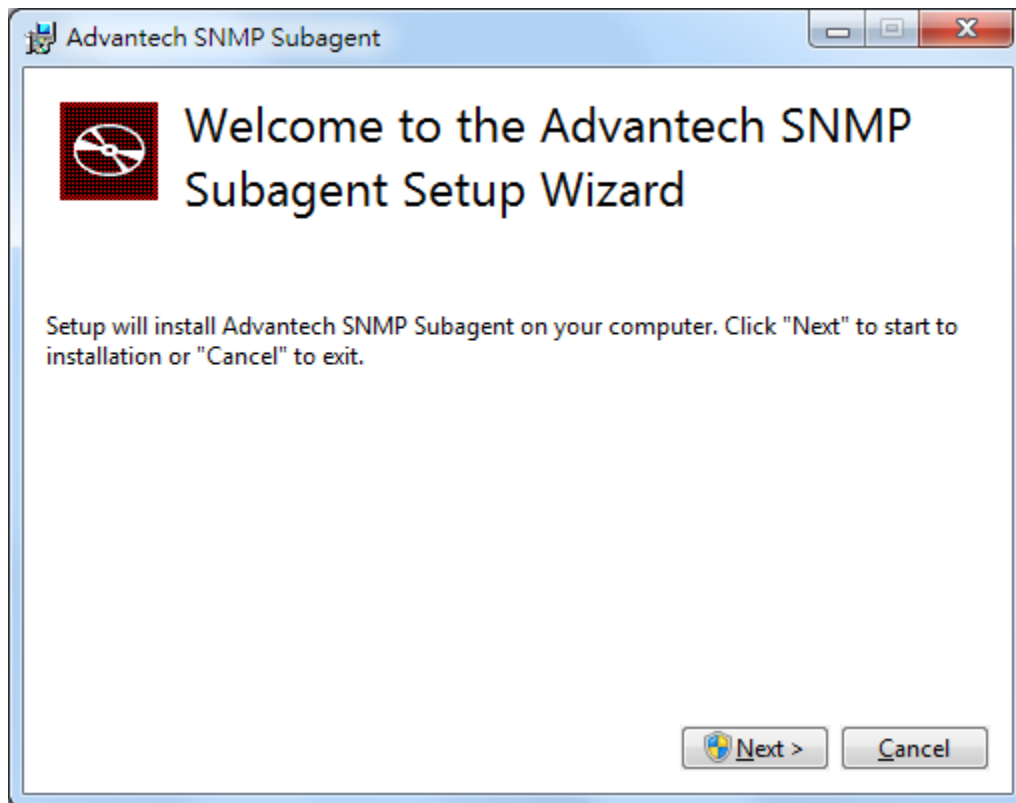 Advantech SNMP Subagent
Welcome to the Advantech SNMP
Subagent Setup Wizard
Setup will install Advantech SNMP Subagent on your computer. Click "Next" to start to
installation or "Cancel" to exit.
Next >
Cancel